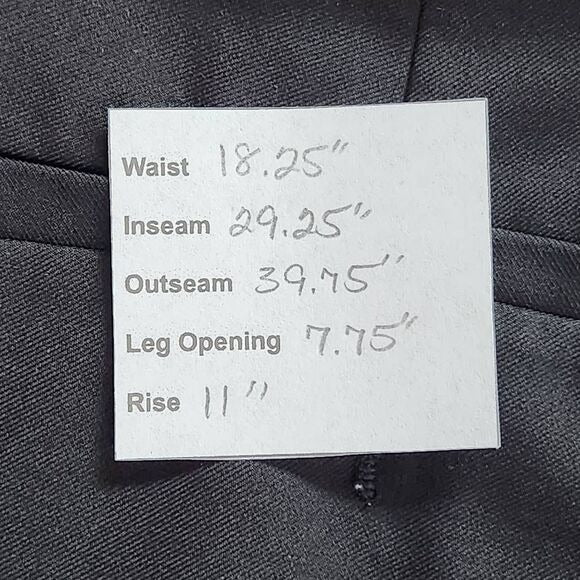 Waist 18.25"
Inseam 29.25"
Outseam 39.75"
Leg Opening 7.75"
Rise 11"